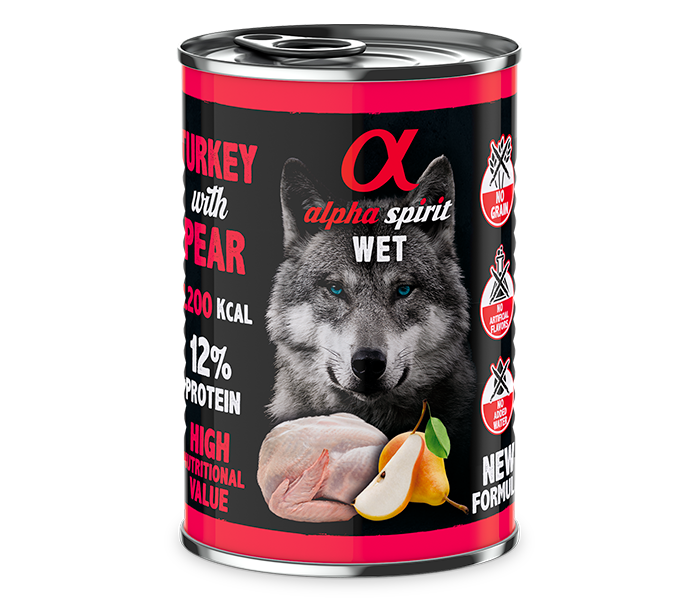 TURKEY
with
PEAR
.200 KCAL
12%
PROTEIN
HIGH
NUTRITIONAL
VALUE
α
alpha spirit
WET
NO
GRAIN
NO
ARTIFICIAL
FLAVORS
NO
ADDED
WATER
NEW
FORMUL